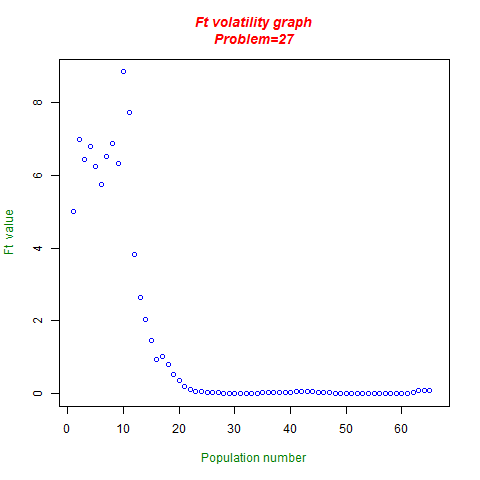 Ft volatility graph
Problem=27
8
6
4
2
0
Ft value
0 10 20 30 40 50 60
Population number